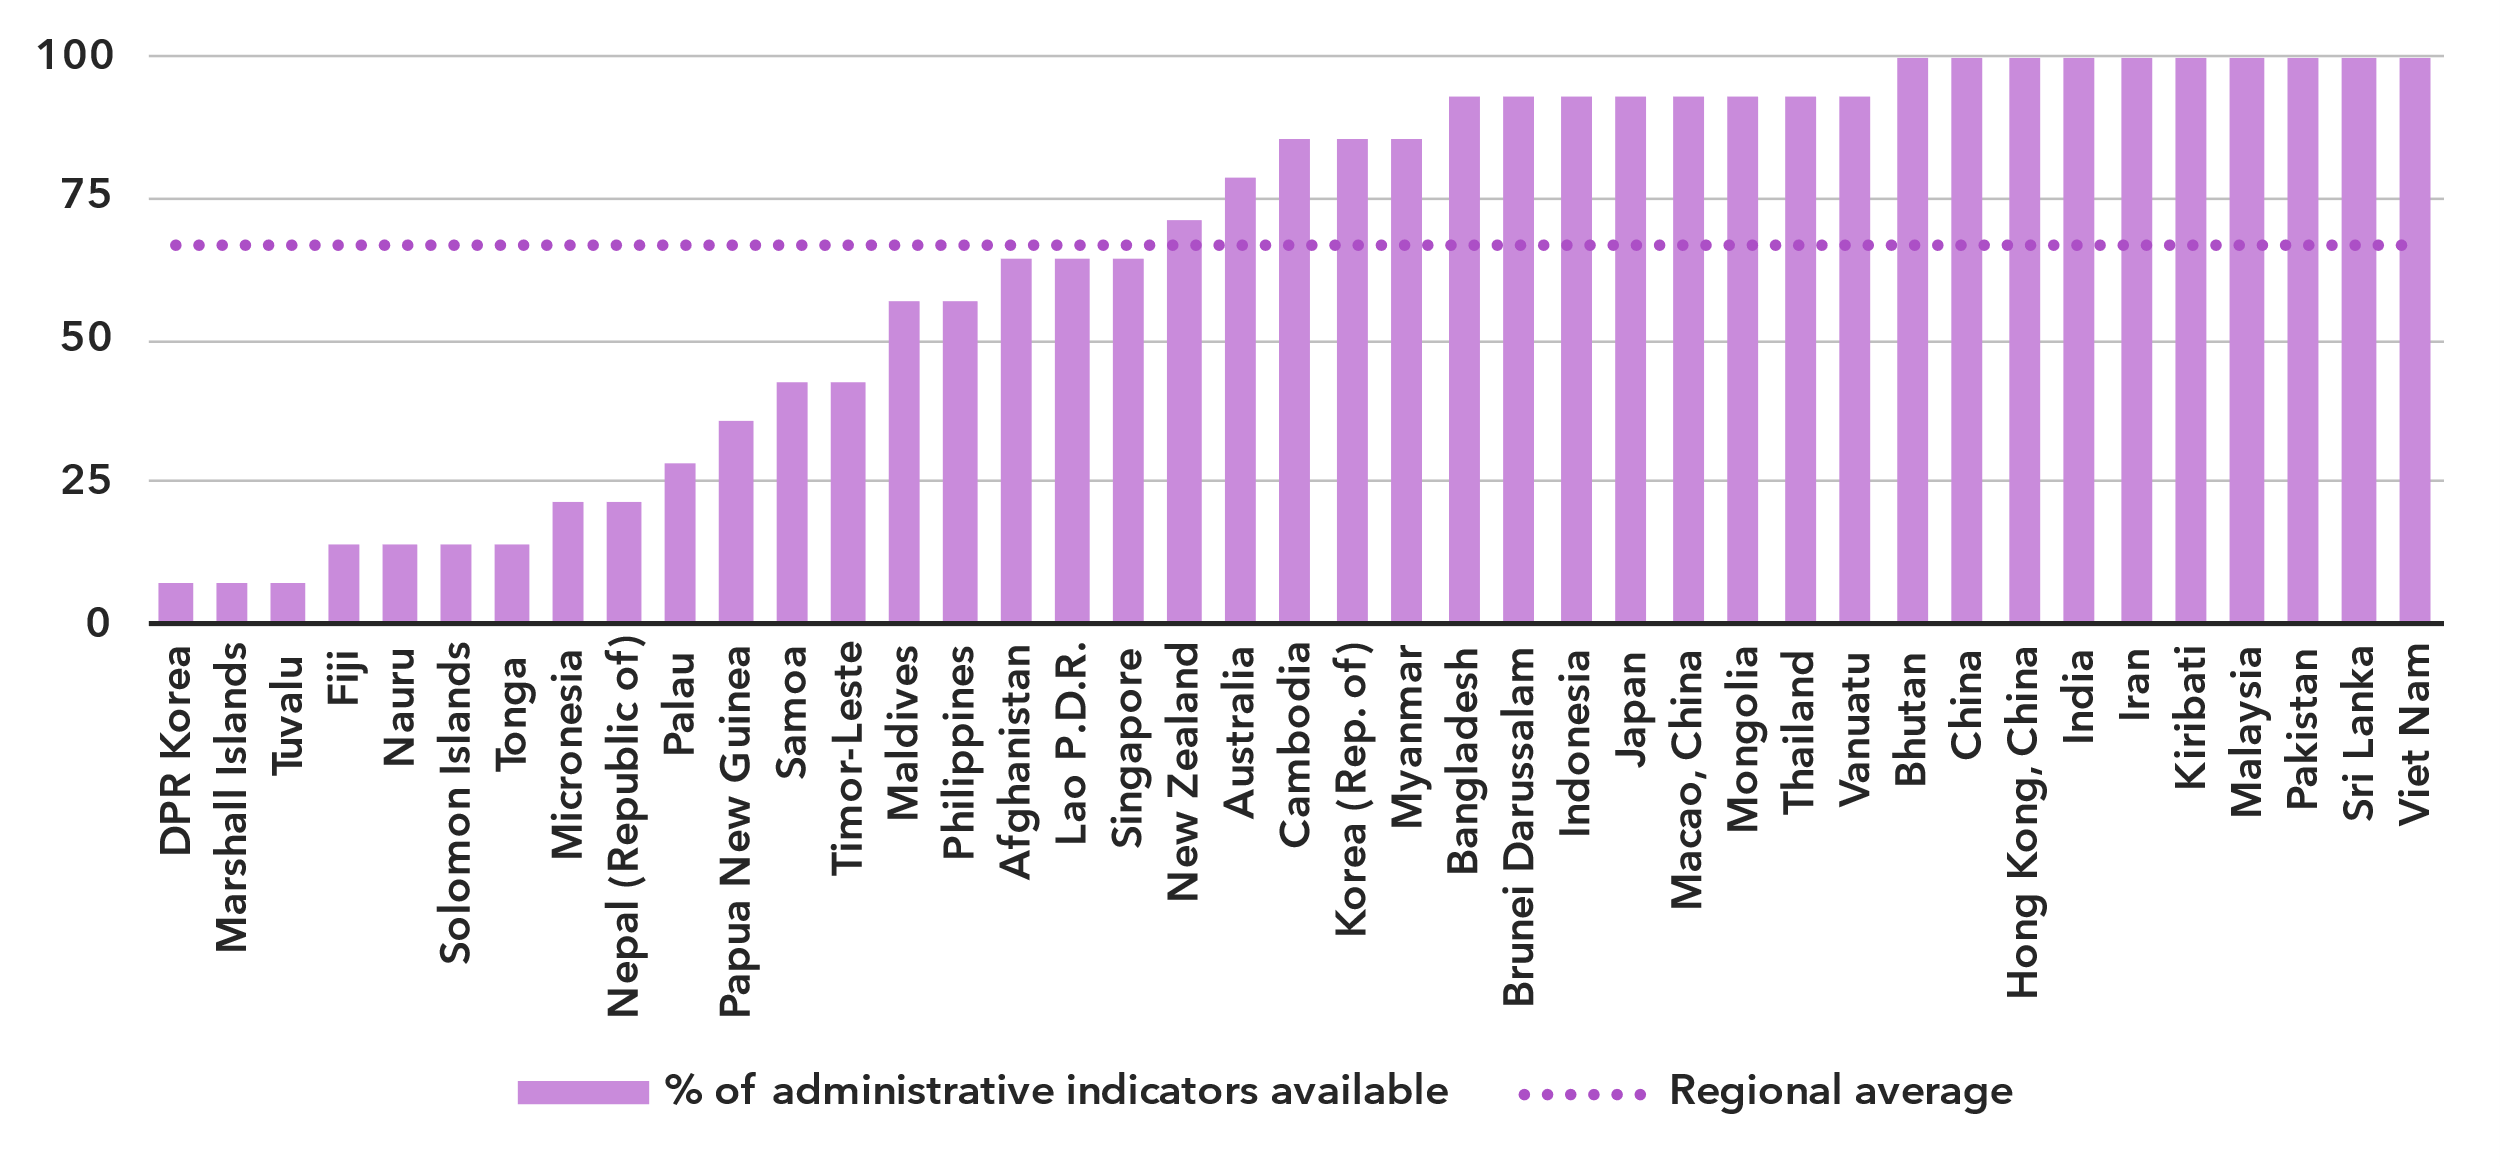 100
75
50
25
0
DPR Korea
Marshall Islands
Tuvalu
Fiji
Nauru
Solomon Islands
Tonga
Micronesia
Nepal (Republic of)
Palau
Papua New Guinea
Samoa
Timor-Leste
Maldives
Philippines
Afghanistan
Lao P.D.R.
Singapore
New Zealand
Australia
Cambodia
Korea (Rep. of)
Myanmar
Bangladesh
Brunei Darussalam
Indonesia
Japan
Macao, China
Mongolia
Thailand
Vanuatu
Bhutan
China
Hong Kong, China
India
Iran
Kiribati
Malaysia
Pakistan
Sri Lanka
Viet Nam
% of administrative indicators available
Regional average